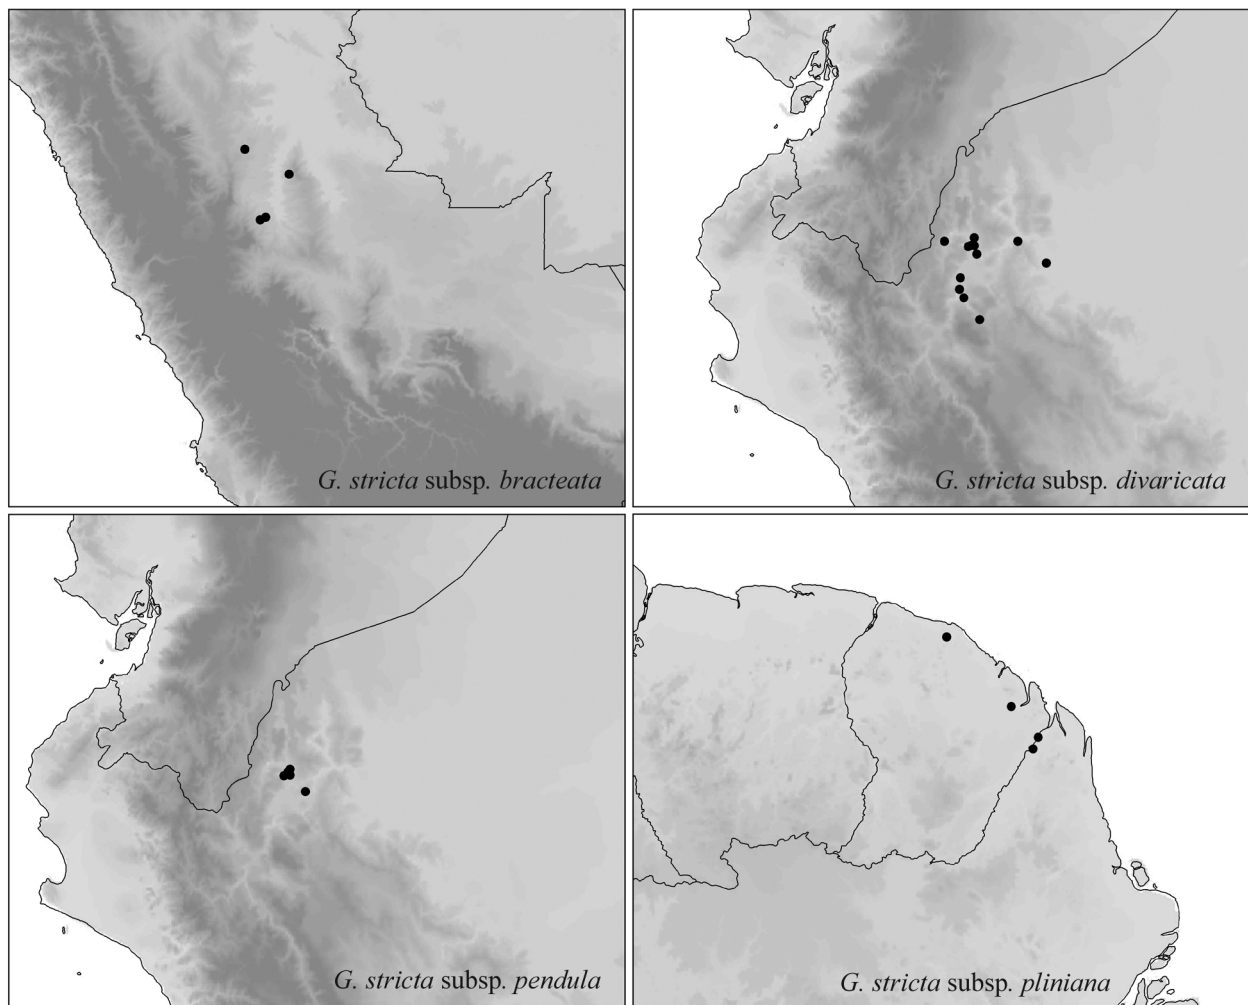 G. stricta subsp. bracteata
G. stricta subsp. divaricata
G. stricta subsp. pendula
G. stricta subsp. pliniana